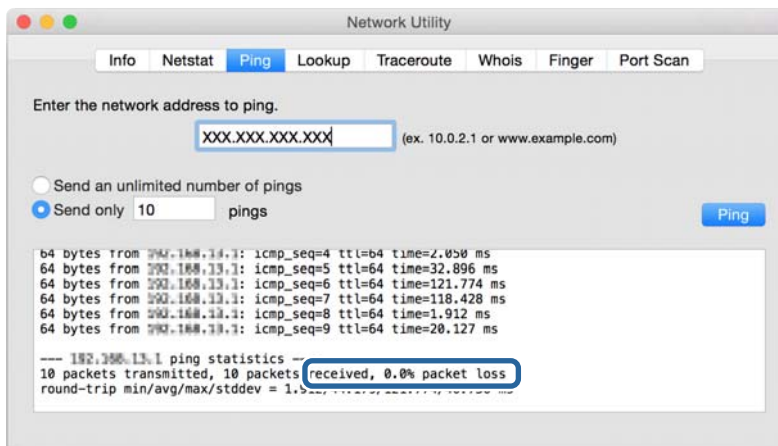 Network Utility
Info Netstat Ping Lookup Traceroute Whois Finger Port Scan
Enter the network address to ping.
XXX.XXX.XXX.XXX (ex. 10.0.2.1 or www.example.com)
Send an unlimited number of pings
Send only 10 pings
Ping
64 bytes from : icmp_seq=4 ttl=64 time=2.050 ms
64 bytes from : icmp_seq=5 ttl=64 time=32.896 ms
64 bytes from : icmp_seq=6 ttl=64 time=121.774 ms
64 bytes from : icmp_seq=7 ttl=64 time=118.428 ms
64 bytes from : icmp_seq=8 ttl=64 time=1.912 ms
64 bytes from : icmp_seq=9 ttl=64 time=20.127 ms
--- ping statistics --
10 packets transmitted, 10 packets received, 0.0% packet loss
round-trip min/avg/max/stddev = ms